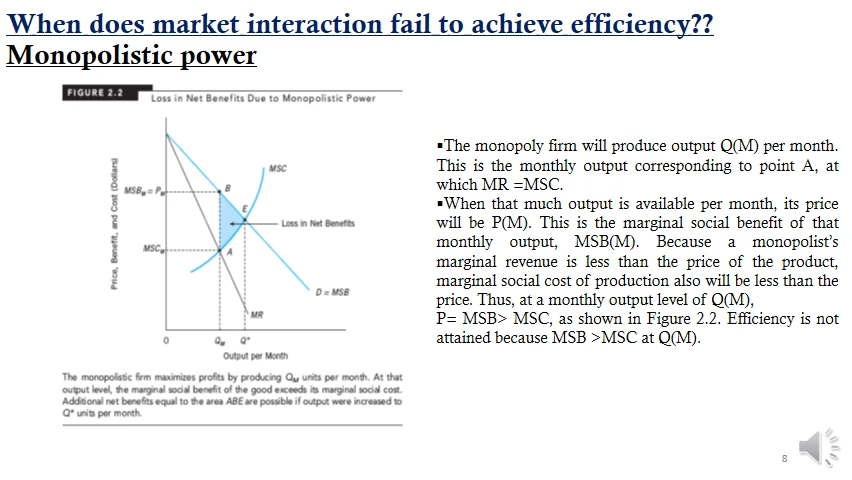 When does market interaction fail to achieve efficiency??
Monopolistic power
FIGURE 2.2
Loss in Net Benefits Due to Monopolistic Power
Price, Benefit, and Cost (Dollars)
MSC
MSB_M = P_M
B
E
Loss in Net Benefits
MSC_M
A
D = MSB
MR
0
Q_M
Q*
Output per Month
The monopolistic firm maximizes profits by producing Q_M units per month. At that
output level, the marginal social benefit of the good exceeds its marginal social cost.
Additional net benefits equal to the area ABE are possible if output were increased to
Q* units per month.
▪The monopoly firm will produce output Q(M) per month.
This is the monthly output corresponding to point A, at
which MR =MSC.
▪When that much output is available per month, its price
will be P(M). This is the marginal social benefit of that
monthly output, MSB(M). Because a monopolist's
marginal revenue is less than the price of the product,
marginal social cost of production also will be less than the
price. Thus, at a monthly output level of Q(M),
P= MSB> MSC, as shown in Figure 2.2. Efficiency is not
attained because MSB >MSC at Q(M).
8